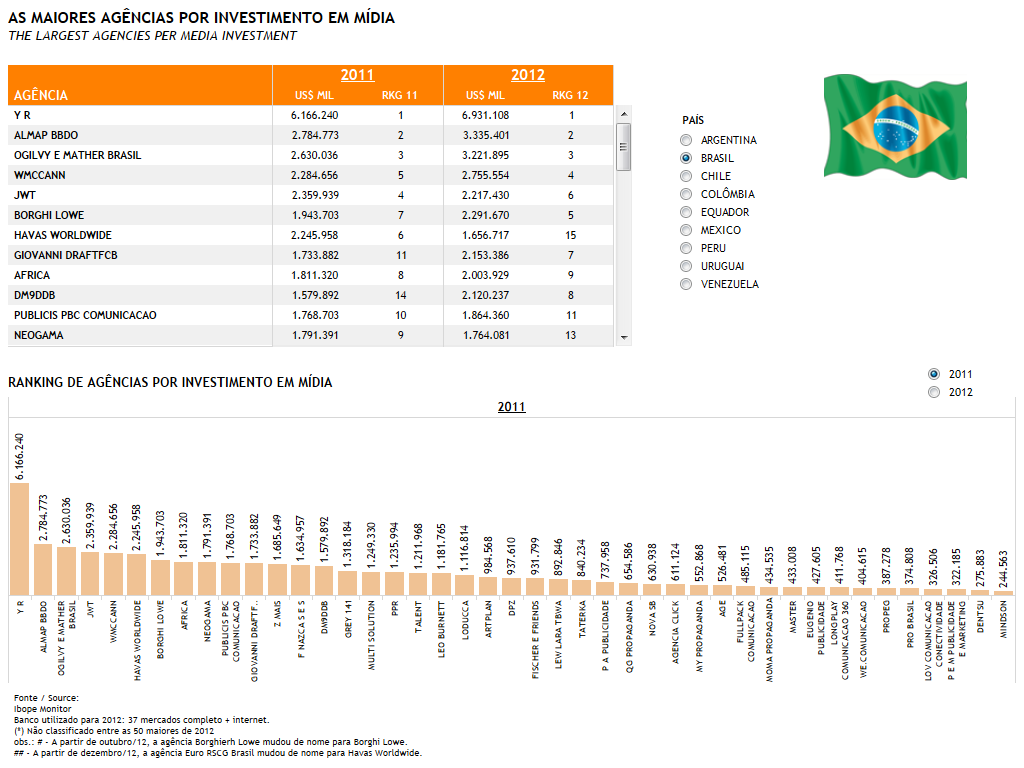 AS MAIORES AGÊNCIAS POR INVESTIMENTO EM MÍDIA
THE LARGEST AGENCIES PER MEDIA INVESTMENT
2011 2012
AGÊNCIA US$ MIL RKG 11 US$ MIL RKG 12
Y R 6.166.240 1 6.931.108 1
ALMAP BBDO 2.784.773 2 3.335.401 2
OGILVY E MATHER BRASIL 2.630.036 3 3.221.895 3
WMCCANN 2.284.656 5 2.755.554 4
JWT 2.359.939 4 2.217.430 6
BORGHI LOWE 1.943.703 7 2.291.670 5
HAVAS WORLDWIDE 2.245.958 6 1.656.717 15
GIOVANNI DRAFTFCB 1.733.882 11 2.153.386 7
AFRICA 1.811.320 8 2.003.929 9
DM9DDB 1.579.892 14 2.120.237 8
PUBLICIS PBC COMUNICACAO 1.768.703 10 1.864.360 11
NEOGAMA 1.791.391 9 1.764.081 13
PAÍS
ARGENTINA
BRASIL
CHILE
COLÔMBIA
EQUADOR
MEXICO
PERU
URUGUAI
VENEZUELA
RANKING DE AGÊNCIAS POR INVESTIMENTO EM MÍDIA
2011
2012
2011
6.166.240
2.784.773
2.630.036
2.359.939
2.284.656
2.245.958
1.943.703
1.811.320
1.791.391
1.768.703
1.733.882
1.685.649
1.634.957
1.579.892
1.318.184
1.249.330
1.235.994
1.211.968
1.181.765
1.116.814
984.568
937.610
931.799
892.846
840.234
737.958
654.586
630.938
611.124
552.868
526.481
485.115
434.535
433.008
427.605
411.768
404.615
387.278
374.808
326.506
322.185
275.883
244.563
Y R
ALMAP BBDO
OGILVY E MATHER
BRASIL
JWT
WMCCANN
HAVAS WORLDWIDE
BORGHI LOWE
AFRICA
NEOGAMA
PUBLICIS PBC
COMUNICACAO
GIOVANNI DRAFTF..
Z MAIS
F NAZCA S E S
DM9DDB
GREY 141
MULTI SOLUTION
PPR
TALENT
LEO BURNETT
LODUCCA
ARTPLAN
DPZ
FISCHER E FRIENDS
LEW LARA TBWA
TATERKA
P A PUBLICIDADE
QG PROPAGANDA
NOVA SB
AGENCIA CLICK
MY PROPAGANDA
AGE
FULLPACK
COMUNICACAO
MOMA PROPAGANDA
MASTER
EUGENIO
PUBLICIDADE
LONGPLAY
COMUNICACAO 360
WE.COMUNICAÇAO
PROPEG
PRO BRASIL
LOV COMUNICACAO
CONECTIVIDADE
P E M PUBLICIDADE
E MARKETING
DENTSU
MINDSON
Fonte / Source:
Ibope Monitor
Banco utilizado para 2012: 37 mercados completo + internet.
(*) Não classificado entre as 50 maiores de 2012
obs.: # - A partir de outubro/12, a agência Borghierh Lowe mudou de nome para Borghi Lowe.
## - A partir de dezembro/12, a agência Euro RSCG Brasil mudou de nome para Havas Worldwide.